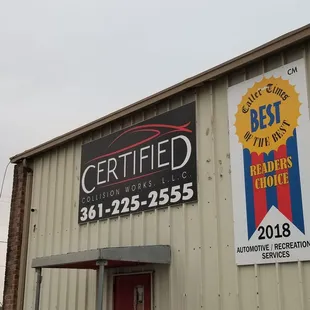 CERTIFIED
COLLISION WORKS, L.L.C.
361-225-2555
CM
Caller Times
BEST
OF THE
BEST
READERS
CHOICE
2018
AUTOMOTIVE / RECREATION
SERVICES